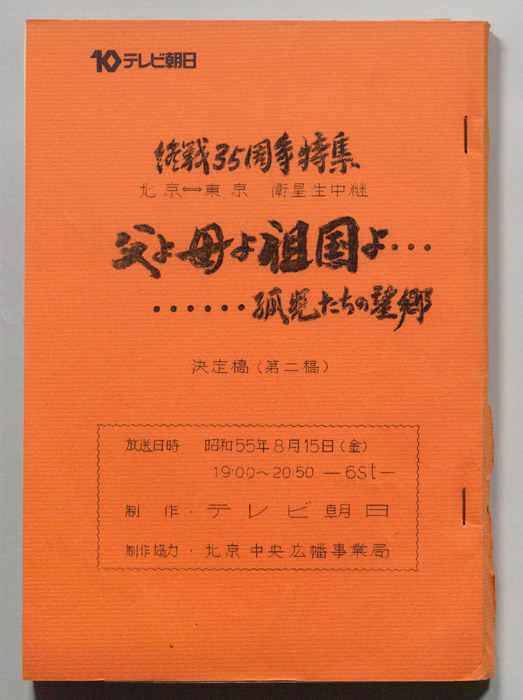 10テレビ朝日
終戦35周年特集
北京⟷東京 衛星生中継
父よ母よ祖国よ・・・
・・・・・・孤児たちの望郷
決定稿（第二稿）
放送日時 昭和55年8月15日（金）
19:00～20:50 —6st—
制作・テレビ朝日
制作協力・北京中央広幡事業局